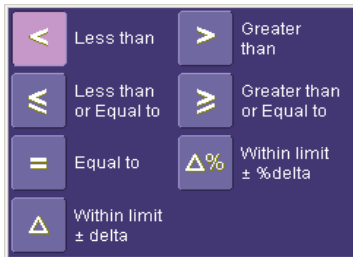 < Less than
> Greater
than
≤ Less than
or Equal to
≥ Greater than
or Equal to
= Equal to
Δ% Within limit
± %delta
Δ Within limit
± delta